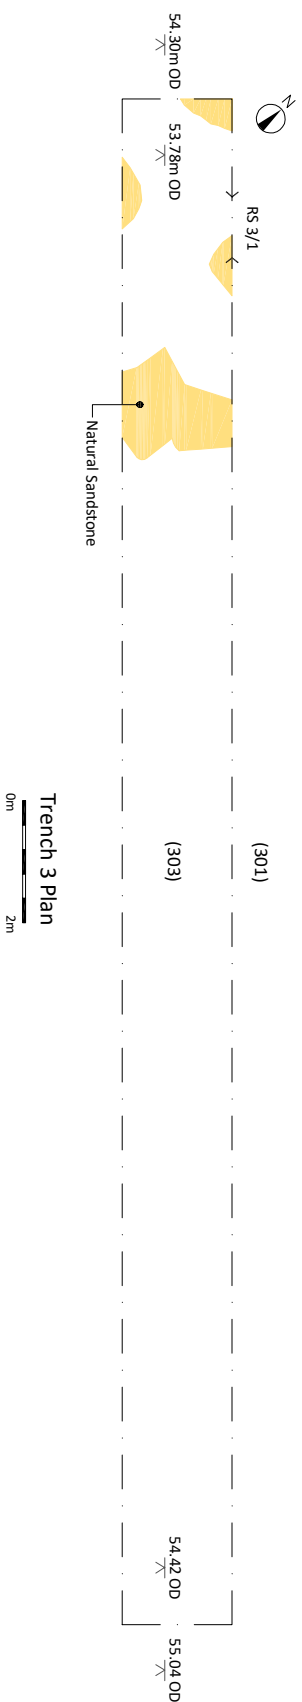 N
54.30m OD
53.78m OD
RS 3/1
Natural Sandstone
(301)
(303)
54.42 OD
55.04 OD
Trench 3 Plan
0m 2m